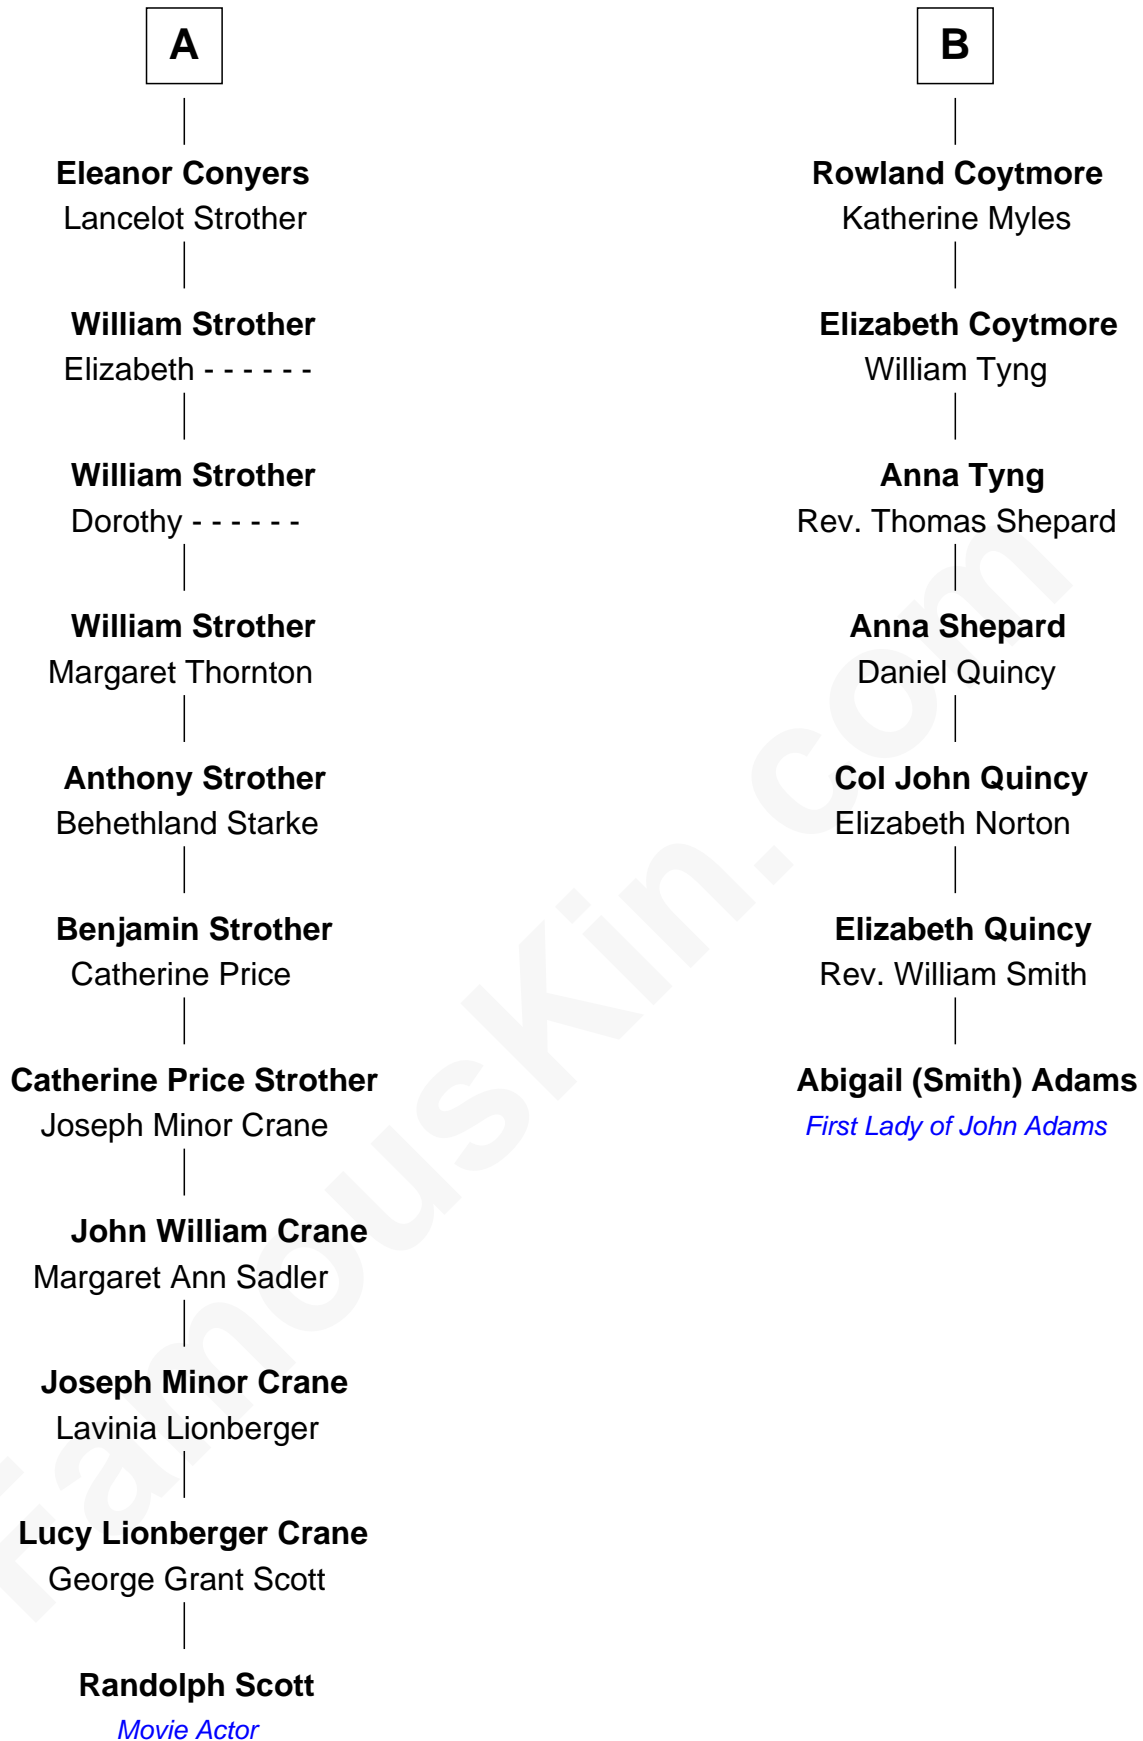 A
Eleanor Conyers
Lancelot Strother
William Strother
Elizabeth - - - - - -
William Strother
Dorothy - - - - - -
William Strother
Margaret Thornton
Anthony Strother
Behethland Starke
Benjamin Strother
Catherine Price
Catherine Price Strother
Joseph Minor Crane
John William Crane
Margaret Ann Sadler
Joseph Minor Crane
Lavinia Lionberger
Lucy Lionberger Crane
George Grant Scott
Randolph Scott
Movie Actor
B
Rowland Coytmore
Katherine Myles
Elizabeth Coytmore
William Tyng
Anna Tyng
Rev. Thomas Shepard
Anna Shepard
Daniel Quincy
Col John Quincy
Elizabeth Norton
Elizabeth Quincy
Rev. William Smith
Abigail (Smith) Adams
First Lady of John Adams
FamousKin.com